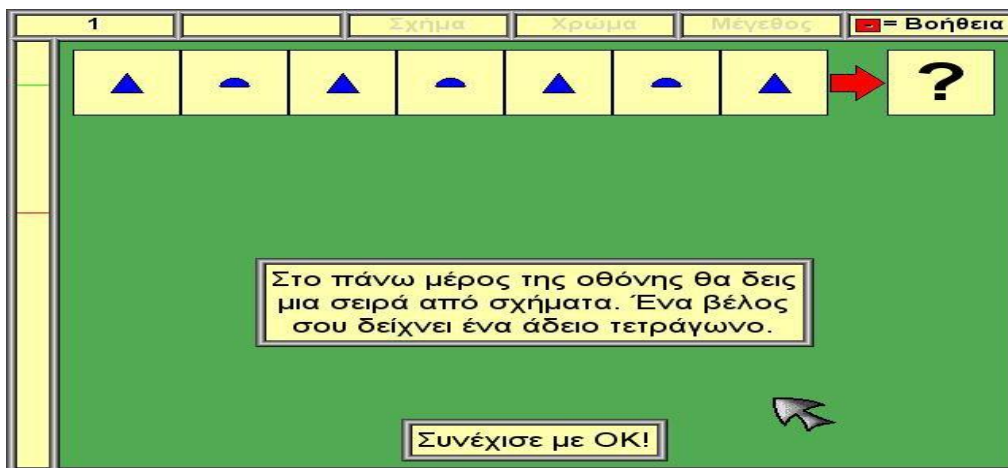 1 Σχήμα Χρώμα Μέγεθος = Βοήθεια
?
Στο πάνω μέρος της οθόνης θα δεις
μια σειρά από σχήματα. Ένα βέλος
σου δείχνει ένα άδειο τετράγωνο.
Συνέχισε με OK!